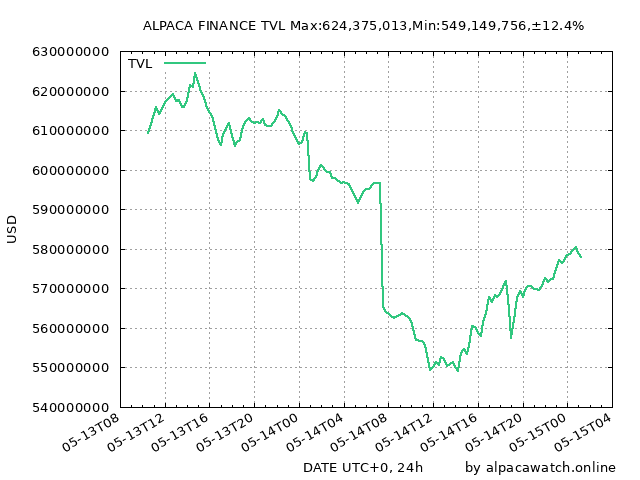 ALPACA FINANCE TVL Max:624,375,013,Min:549,149,756,±12.4%
TVL
630000000
620000000
610000000
600000000
590000000
580000000
570000000
560000000
550000000
540000000
USD
05-13T08
05-13T12
05-13T16
05-13T20
05-14T00
05-14T04
05-14T08
05-14T12
05-14T16
05-14T20
05-15T00
05-15T04
DATE UTC+0, 24h
by alpacawatch.online